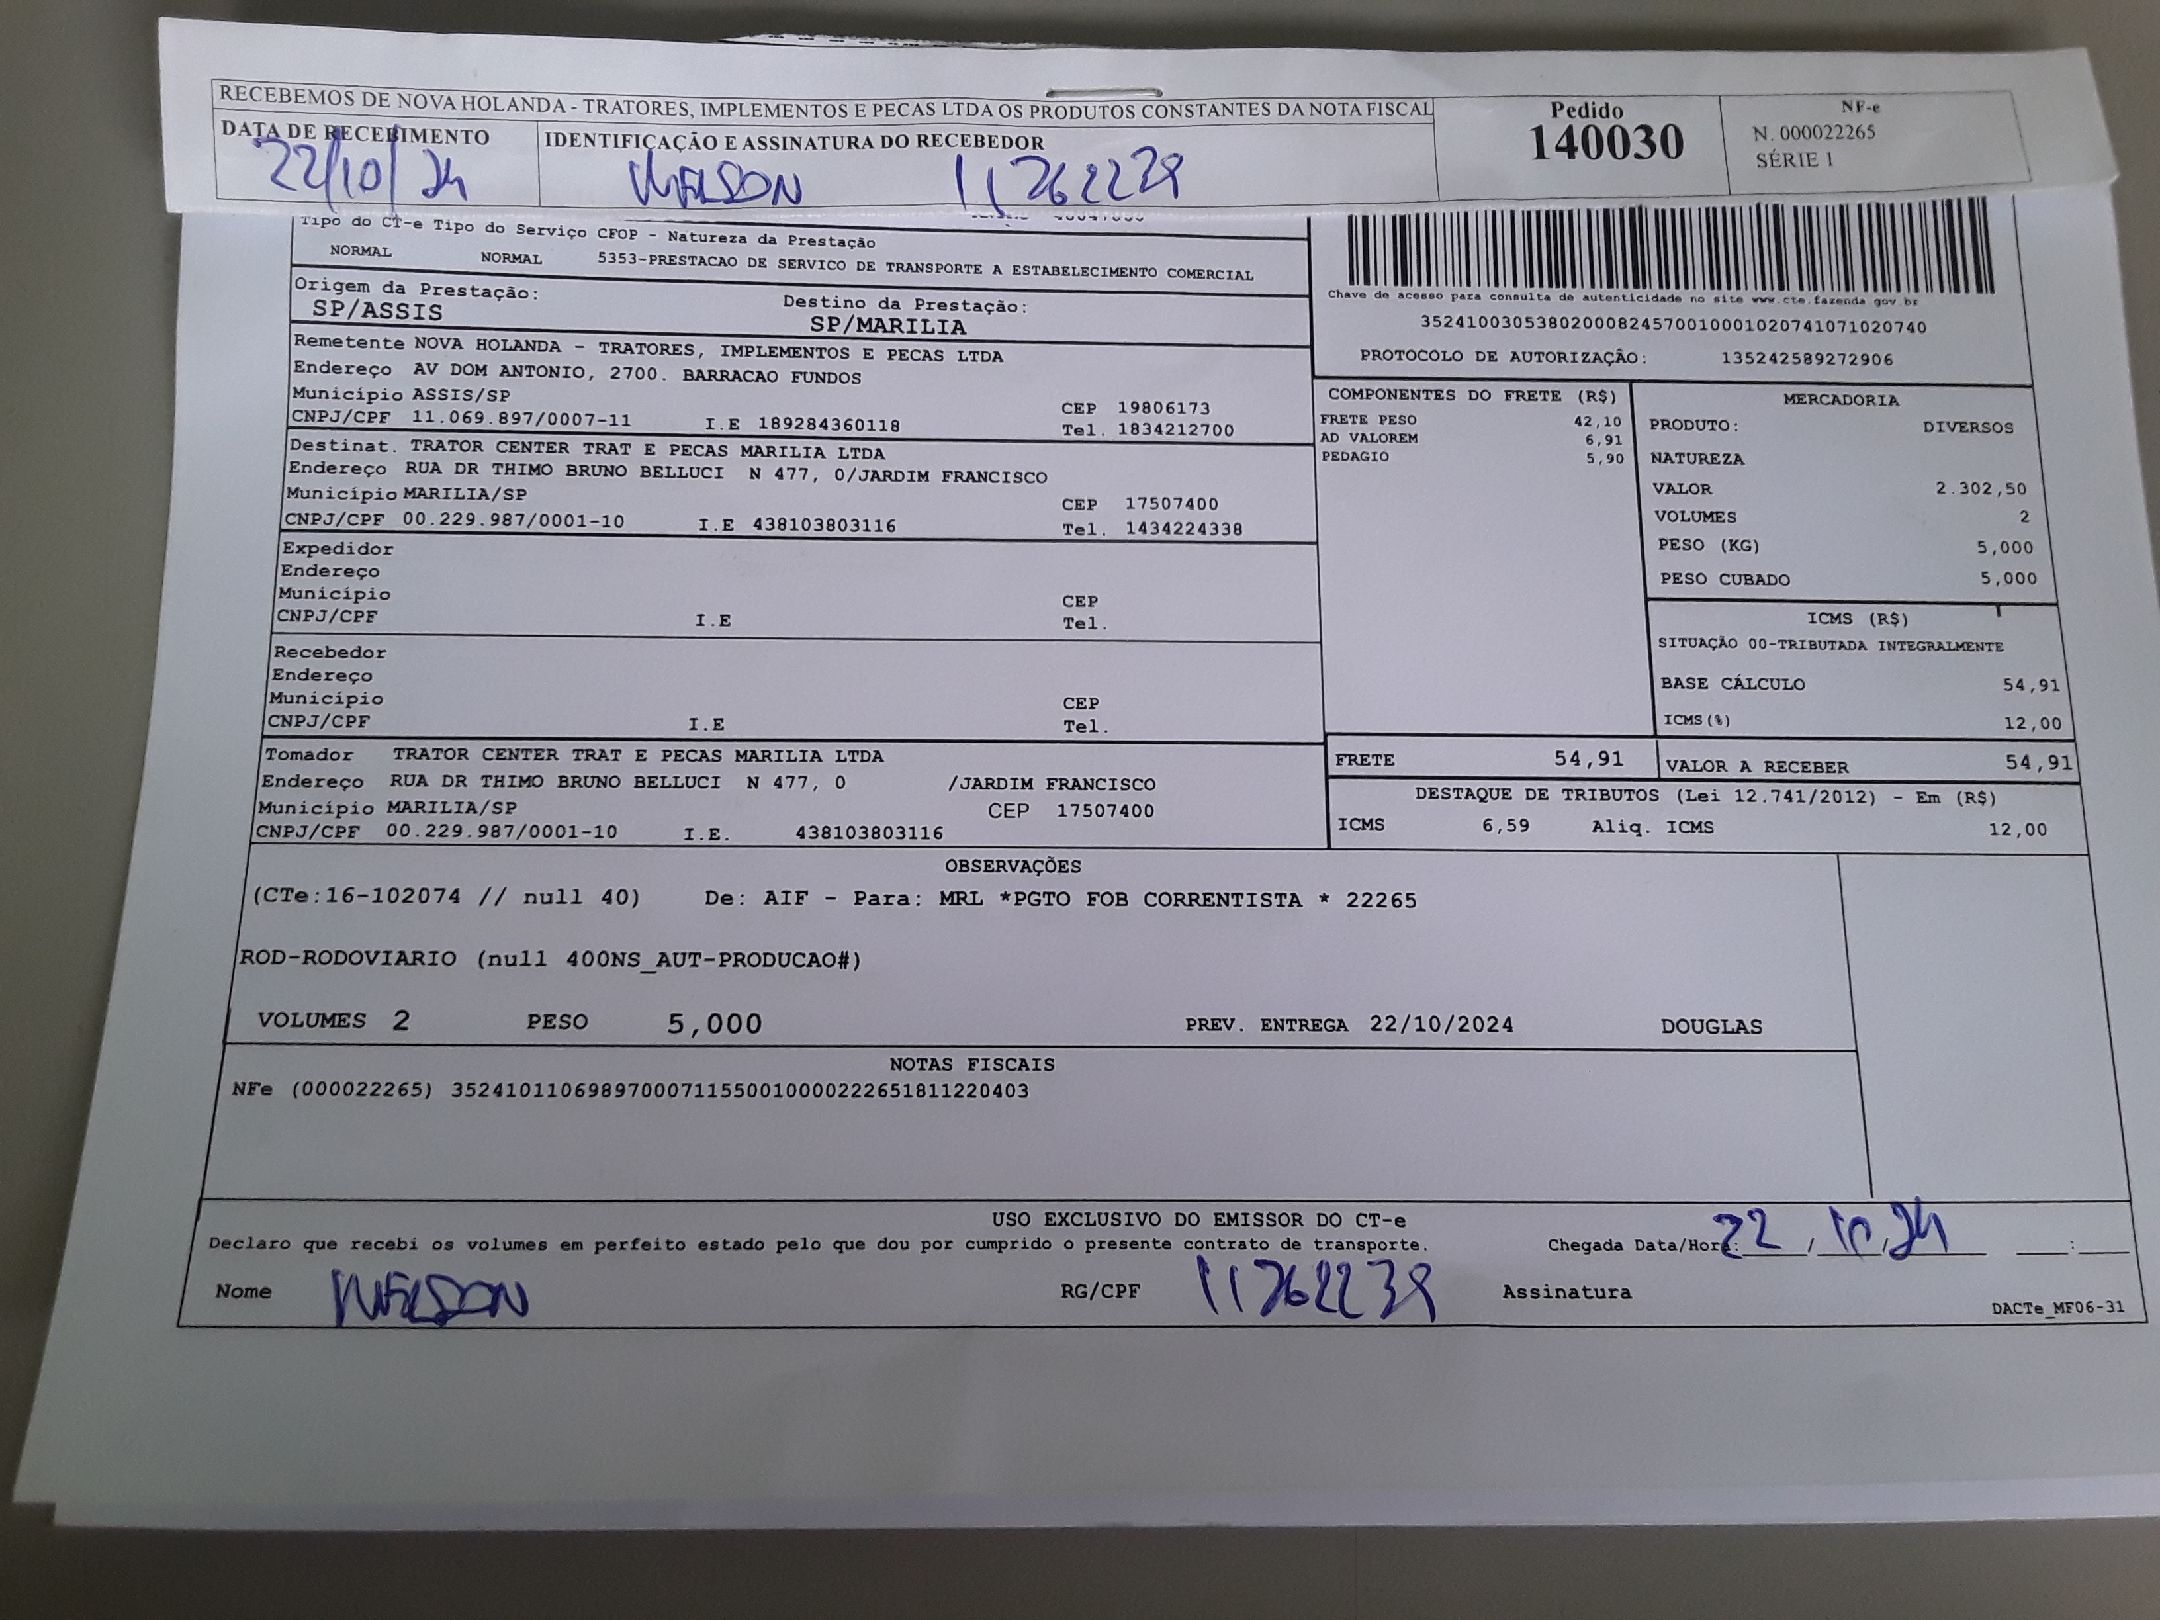 RECEBEMOS DE NOVA HOLANDA - TRATORES, IMPLEMENTOS E PECAS LTDA OS PRODUTOS CONSTANTES DA NOTA FISCAL
DATA DE RECEBIMENTO IDENTIFICAÇÃO E ASSINATURA DO RECEBEDOR
22/10/24
Pedido
140030
NF-e
N. 000022265
SÉRIE 1
Tipo do CT-e Tipo do Serviço CFOP - Natureza da Prestação
NORMAL NORMAL 5353-PRESTACAO DE SERVICO DE TRANSPORTE A ESTABELECIMENTO COMERCIAL
Origem da Prestação: Destino da Prestação:
SP/ASSIS SP/MARILIA
Remetente NOVA HOLANDA - TRATORES, IMPLEMENTOS E PECAS LTDA
Endereço AV DOM ANTONIO, 2700. BARRACAO FUNDOS
Município ASSIS/SP CEP 19806173
CNPJ/CPF 11.069.897/0007-11 I.E 189284360118 Tel. 1834212700
Destinat. TRATOR CENTER TRAT E PECAS MARILIA LTDA
Endereço RUA DR THIMO BRUNO BELLUCI N 477, 0/JARDIM FRANCISCO
Município MARILIA/SP CEP 17507400
CNPJ/CPF 00.229.987/0001-10 I.E 438103803116 Tel. 1434224338
Expedidor
Endereço
Município CEP
CNPJ/CPF I.E Tel.
Recebedor
Endereço
Município CEP
CNPJ/CPF I.E Tel.
Tomador TRATOR CENTER TRAT E PECAS MARILIA LTDA
Endereço RUA DR THIMO BRUNO BELLUCI N 477, 0 /JARDIM FRANCISCO
Município MARILIA/SP CEP 17507400
CNPJ/CPF 00.229.987/0001-10 I.E. 438103803116
Chave de acesso para consulta de autenticidade no site www.cte.fazenda.gov.br
35241003053802000824570010001020741071020740
PROTOCOLO DE AUTORIZAÇÃO: 135242589272906
COMPONENTES DO FRETE (R$)
FRETE PESO 42,10
AD VALOREM 6,91
PEDAGIO 5,90
MERCADORIA
PRODUTO: DIVERSOS
NATUREZA
VALOR 2.302,50
VOLUMES 2
PESO (KG) 5,000
PESO CUBADO 5,000
ICMS (R$)
SITUAÇÃO 00-TRIBUTADA INTEGRALMENTE
BASE CÁLCULO 54,91
ICMS(%) 12,00
FRETE 54,91 VALOR A RECEBER 54,91
DESTAQUE DE TRIBUTOS (Lei 12.741/2012) - Em (R$)
ICMS 6,59 Aliq. ICMS 12,00
OBSERVAÇÕES
(CTe:16-102074 // null 40) De: AIF - Para: MRL *PGTO FOB CORRENTISTA * 22265
ROD-RODOVIARIO (null 400NS_AUT-PRODUCAO#)
VOLUMES 2 PESO 5,000 PREV. ENTREGA 22/10/2024 DOUGLAS
NOTAS FISCAIS
NFe (000022265) 35241011069897000711550010000222651811220403
USO EXCLUSIVO DO EMISSOR DO CT-e
Declaro que recebi os volumes em perfeito estado pelo que dou por cumprido o presente contrato de transporte. Chegada Data/Hora: 22/10/24 :
Nome RG/CPF Assinatura
DACTe_MF06-31